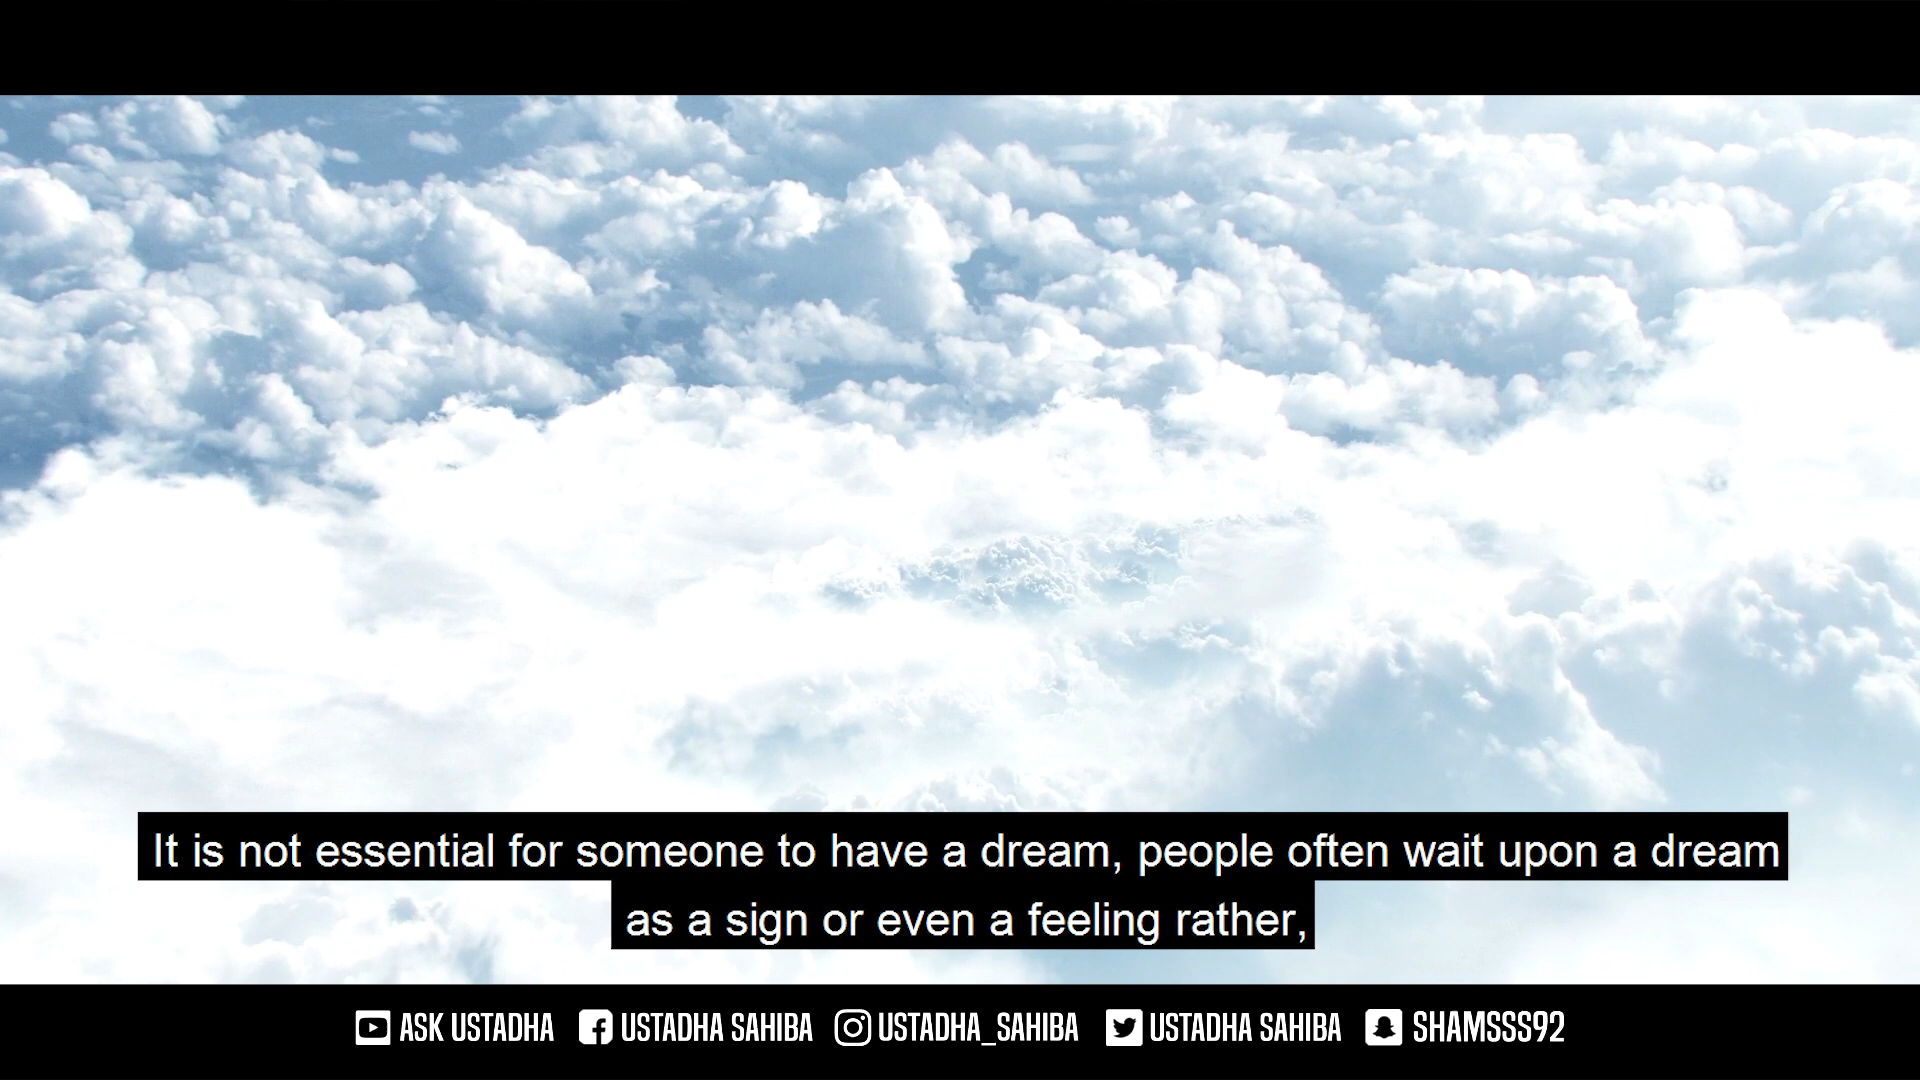 It is not essential for someone to have a dream, people often wait upon a dream
as a sign or even a feeling rather,
ASK USTADHA USTADHA SAHIBA USTADHA_SAHIBA USTADHA SAHIBA SHAMSSS92